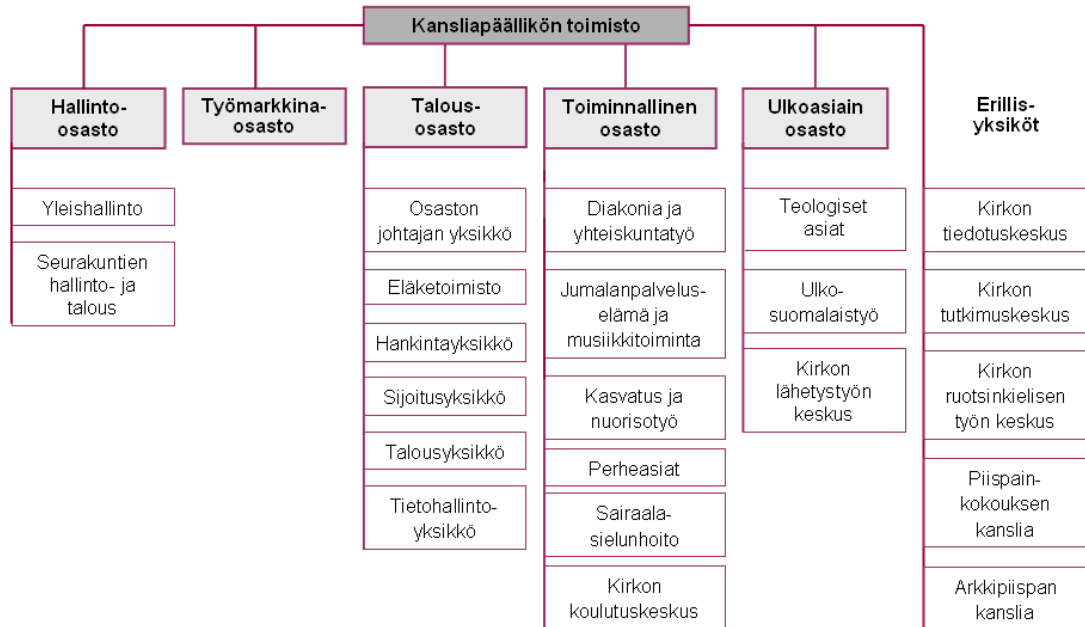 Kansliapäällikön toimisto
Hallinto-
osasto
Työmarkkina-
osasto
Talous-
osasto
Toiminnallinen
osasto
Ulkoasiain
osasto
Erillis-
yksiköt
Yleishallinto
Seurakuntien
hallinto- ja
talous
Osaston
johtajan yksikkö
Eläketoimisto
Hankintayksikkö
Sijoitusyksikkö
Talousyksikkö
Tietohallinto-
yksikkö
Diakonia ja
yhteiskuntatyö
Jumalanpalvelus-
elämä ja
musiikkitoiminta
Kasvatus ja
nuorisotyö
Perheasiat
Sairaala-
sielunhoito
Kirkon
koulutuskeskus
Teologiset
asiat
Ulko-
suomalaistyö
Kirkon
lähetystyön
keskus
Kirkon
tiedotuskeskus
Kirkon
tutkimuskeskus
Kirkon
ruotsinkielisen
työn keskus
Piispain-
kokouksen
kanslia
Arkkipiispan
kanslia